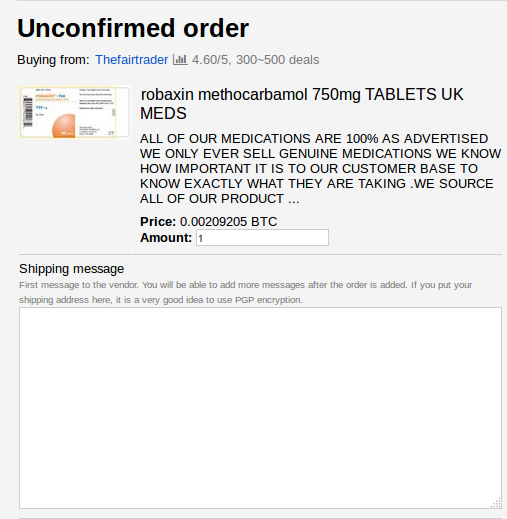 Unconfirmed order
Buying from: Thefairtrader 4.60/5, 300~500 deals
robaxin methocarbamol 750mg TABLETS UK
MEDS
ALL OF OUR MEDICATIONS ARE 100% AS ADVERTISED
WE ONLY EVER SELL GENUINE MEDICATIONS WE KNOW
HOW IMPORTANT IT IS TO OUR CUSTOMER BASE TO
KNOW EXACTLY WHAT THEY ARE TAKING .WE SOURCE
ALL OF OUR PRODUCT ...
Price: 0.00209205 BTC
Amount: 1
Shipping message
First message to the vendor. You will be able to add more messages after the order is added. If you put your
shipping address here, it is a very good idea to use PGP encryption.